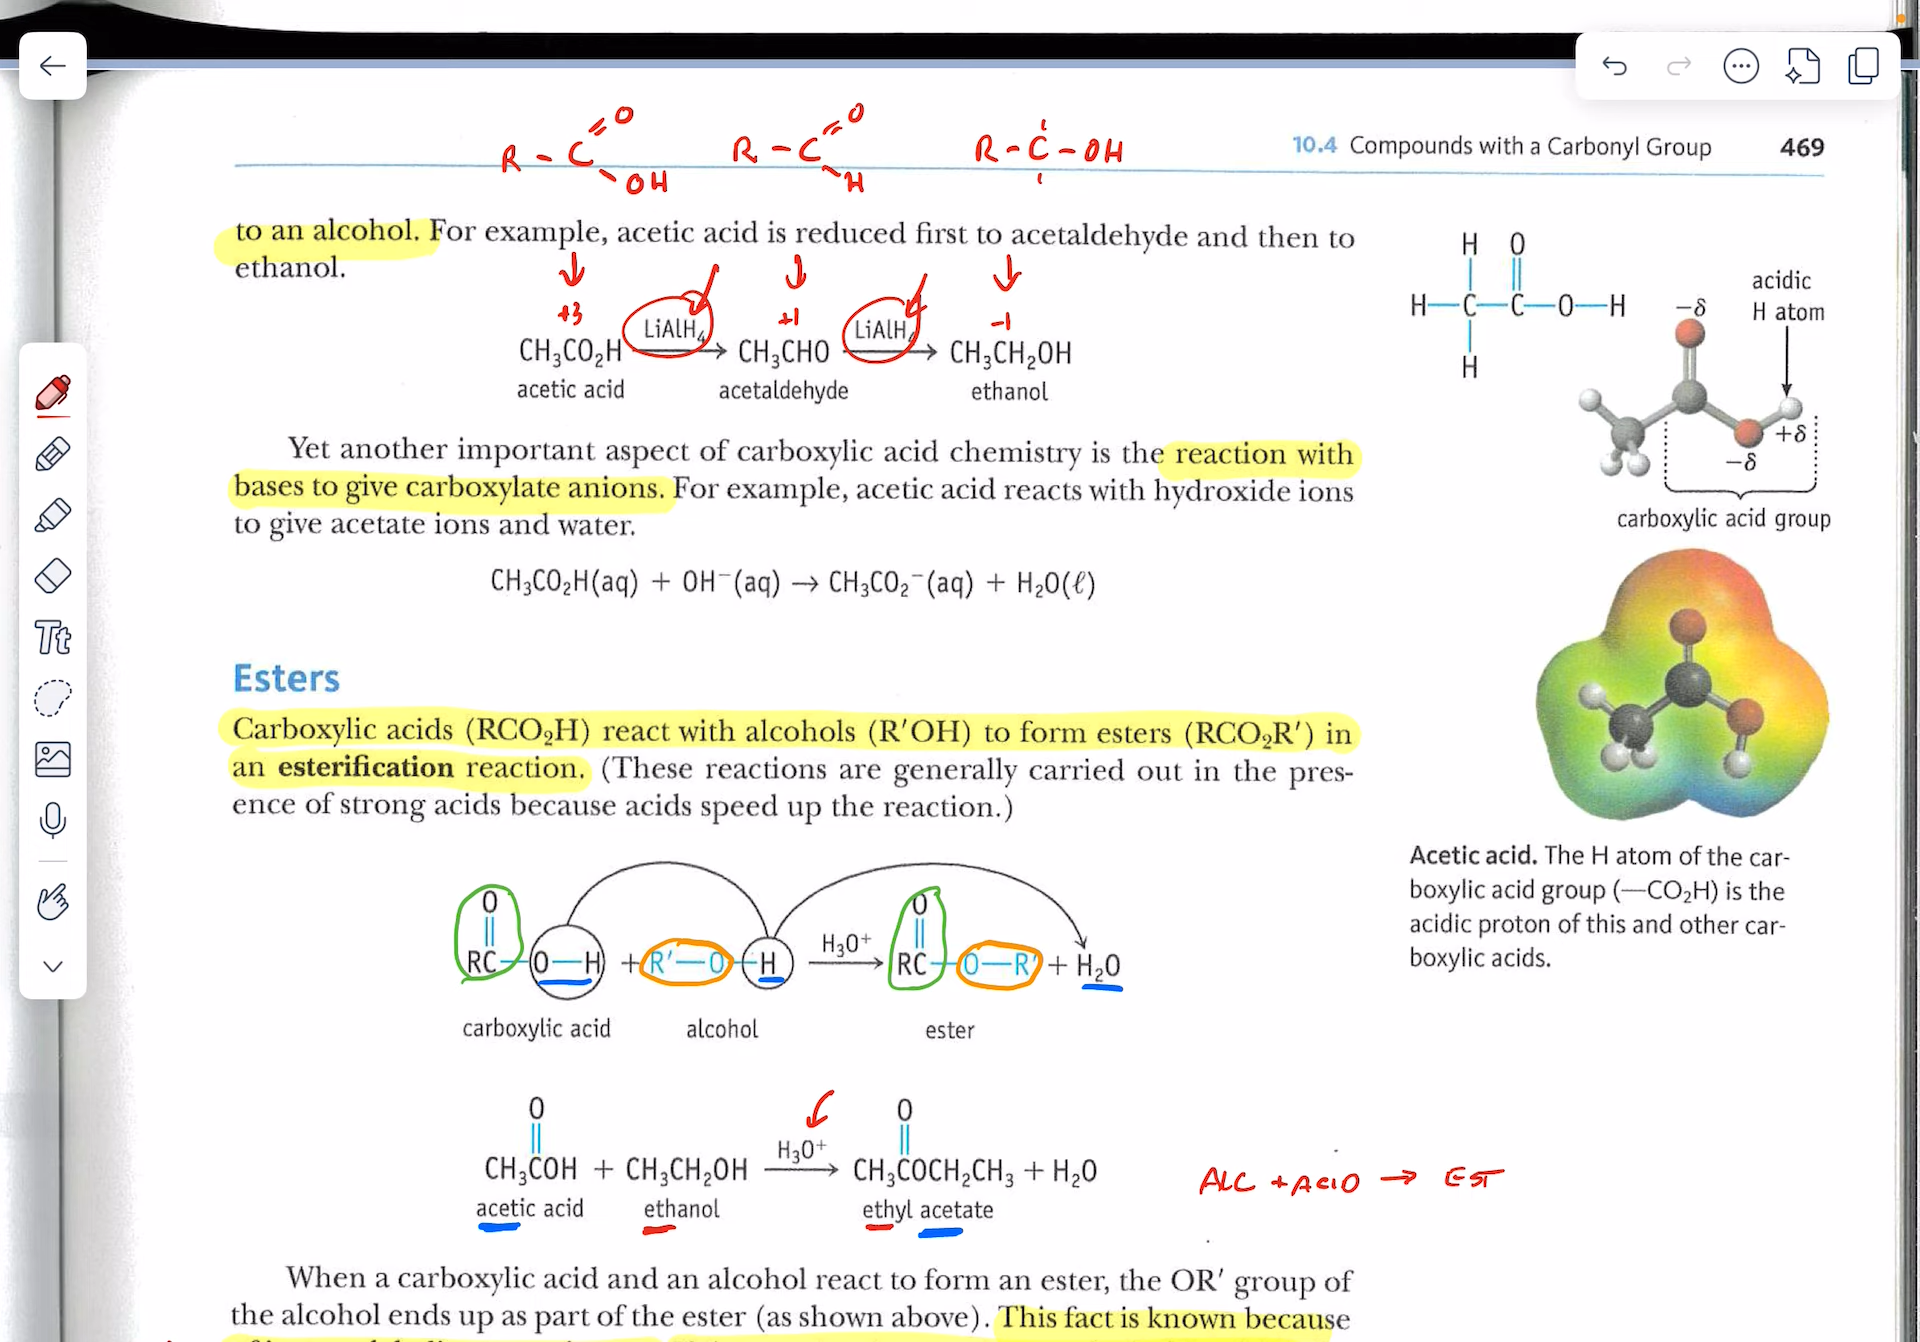 R-C=O
OH
R-C=O
H
R-C-OH
10.4 Compounds with a Carbonyl Group 469
to an alcohol. For example, acetic acid is reduced first to acetaldehyde and then to
ethanol.
+3 +1 -1
CH₃CO₂H LiAlH₄ → CH₃CHO LiAlH₄ → CH₃CH₂OH
acetic acid acetaldehyde ethanol
Yet another important aspect of carboxylic acid chemistry is the reaction with
bases to give carboxylate anions. For example, acetic acid reacts with hydroxide ions
to give acetate ions and water.
CH₃CO₂H(aq) + OH⁻(aq) → CH₃CO₂⁻(aq) + H₂O(ℓ)
Esters
Carboxylic acids (RCO₂H) react with alcohols (R′OH) to form esters (RCO₂R′) in
an esterification reaction. (These reactions are generally carried out in the pres-
ence of strong acids because acids speed up the reaction.)
O O
RC—O—H + R′—O—H H₃O⁺ → RC—O—R′ + H₂O
carboxylic acid alcohol ester
O O
CH₃COH + CH₃CH₂OH H₃O⁺ → CH₃COCH₂CH₃ + H₂O
acetic acid ethanol ethyl acetate
ALC + ACID → EST
When a carboxylic acid and an alcohol react to form an ester, the OR′ group of
the alcohol ends up as part of the ester (as shown above). This fact is known because
H O
H—C—C—O—H
H
acidic
H atom
−δ
+δ
−δ
carboxylic acid group
Acetic acid. The H atom of the car-
boxylic acid group (—CO₂H) is the
acidic proton of this and other car-
boxylic acids.
Tt